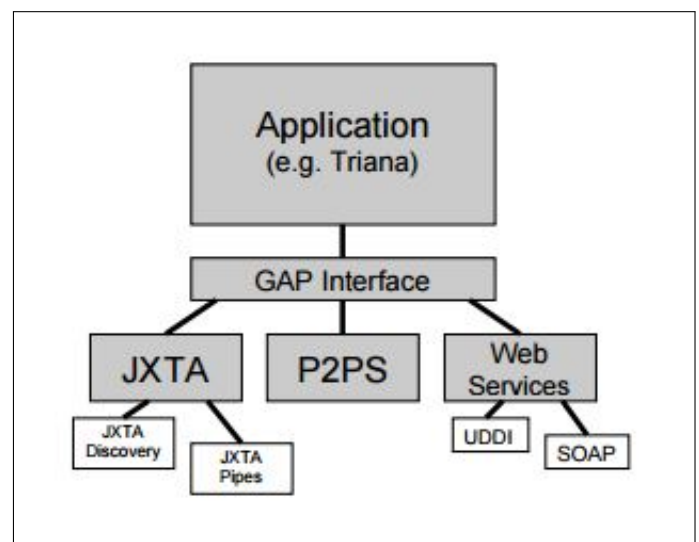 Application
(e.g. Triana)
GAP Interface
JXTA
P2PS
Web
Services
JXTA
Discovery
JXTA
Pipes
UDDI
SOAP